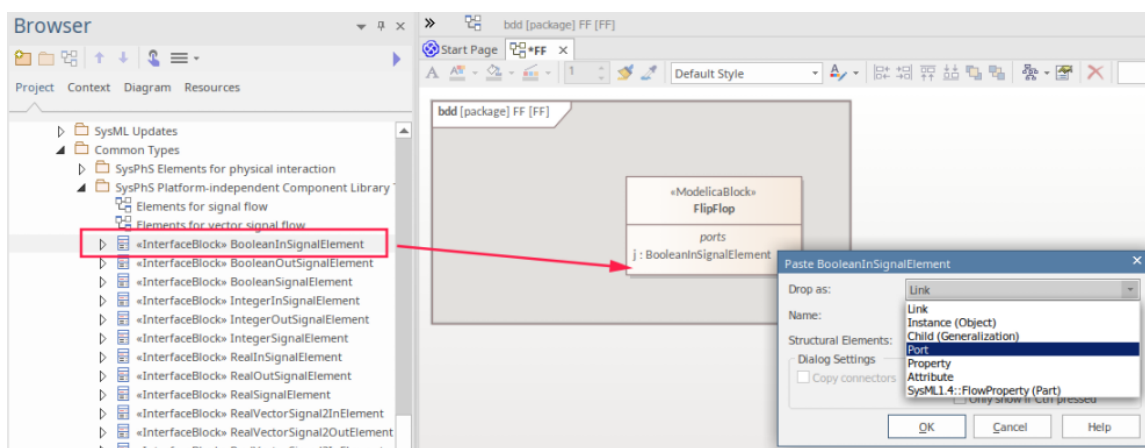 Browser
Project Context Diagram Resources
SysML Updates
Common Types
SysPhS Elements for physical interaction
SysPhS Platform-independent Component Library
Elements for signal flow
Elements for vector signal flow
«InterfaceBlock» BooleanInSignalElement
«InterfaceBlock» BooleanOutSignalElement
«InterfaceBlock» BooleanSignalElement
«InterfaceBlock» IntegerInSignalElement
«InterfaceBlock» IntegerOutSignalElement
«InterfaceBlock» IntegerSignalElement
«InterfaceBlock» RealInSignalElement
«InterfaceBlock» RealOutSignalElement
«InterfaceBlock» RealSignalElement
«InterfaceBlock» RealVectorSignal2InElement
«InterfaceBlock» RealVectorSignal2OutElement
bdd [package] FF [FF]
Start Page
*FF
1
Default Style
bdd [package] FF [FF]
«ModelicaBlock»
FlipFlop
ports
j : BooleanInSignalElement
Paste BooleanInSignalElement
Drop as: Link
Name:
Structural Elements:
Dialog Settings
Copy connectors
Link
Instance (Object)
Child (Generalization)
Port
Property
Attribute
SysML1.4::FlowProperty (Part)
Only show if Ctrl pressed
OK Cancel Help